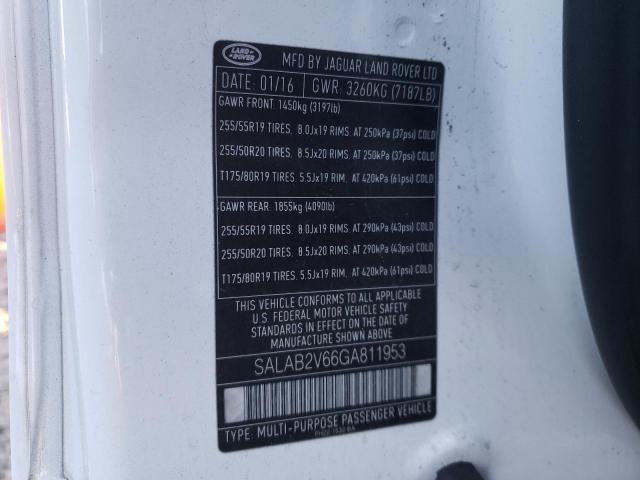 LAND ROVER
MFD BY JAGUAR LAND ROVER LTD
DATE: 01/16 GWR: 3260KG (7187LB)
GAWR FRONT: 1450kg (3197lb)
255/55R19 TIRES. 8.0Jx19 RIMS. AT 250kPa (37psi) COLD
255/50R20 TIRES. 8.5Jx20 RIMS. AT 250kPa (37psi) COLD
T175/80R19 TIRES. 5.5Jx19 RIM. AT 420kPa (61psi) COLD
GAWR REAR: 1855kg (4090lb)
255/55R19 TIRES. 8.0Jx19 RIMS. AT 290kPa (43psi) COLD
255/50R20 TIRES. 8.5Jx20 RIMS. AT 290kPa (43psi) COLD
T175/80R19 TIRES. 5.5Jx19 RIM. AT 420kPa (61psi) COLD
THIS VEHICLE CONFORMS TO ALL APPLICABLE
U.S. FEDERAL MOTOR VEHICLE SAFETY
STANDARDS IN EFFECT ON THE DATE OF
MANUFACTURE SHOWN ABOVE.
SALAB2V66GA811953
TYPE: MULTI-PURPOSE PASSENGER VEHICLE